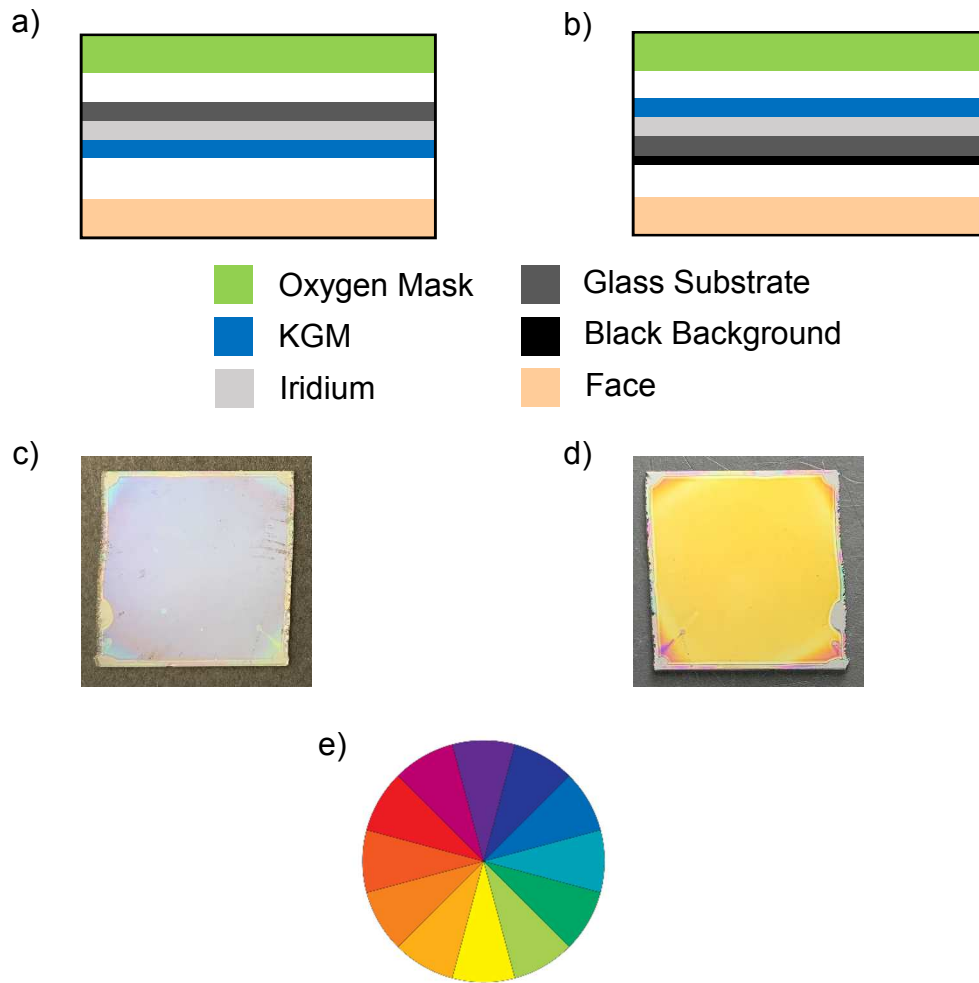 a)
b)
Oxygen Mask
Glass Substrate
KGM
Black Background
Iridium
Face
c)
d)
e)